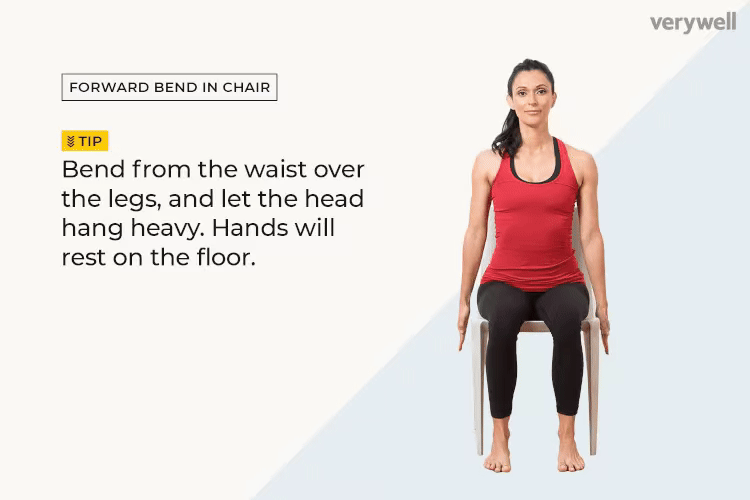 verywell
FORWARD BEND IN CHAIR
TIP
Bend from the waist over
the legs, and let the head
hang heavy. Hands will
rest on the floor.